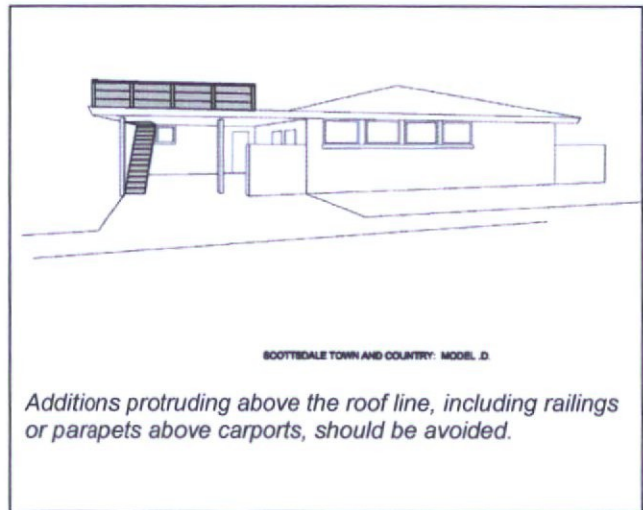 SCOTTSDALE TOWN AND COUNTRY: MODEL .D.
Additions protruding above the roof line, including railings
or parapets above carports, should be avoided.